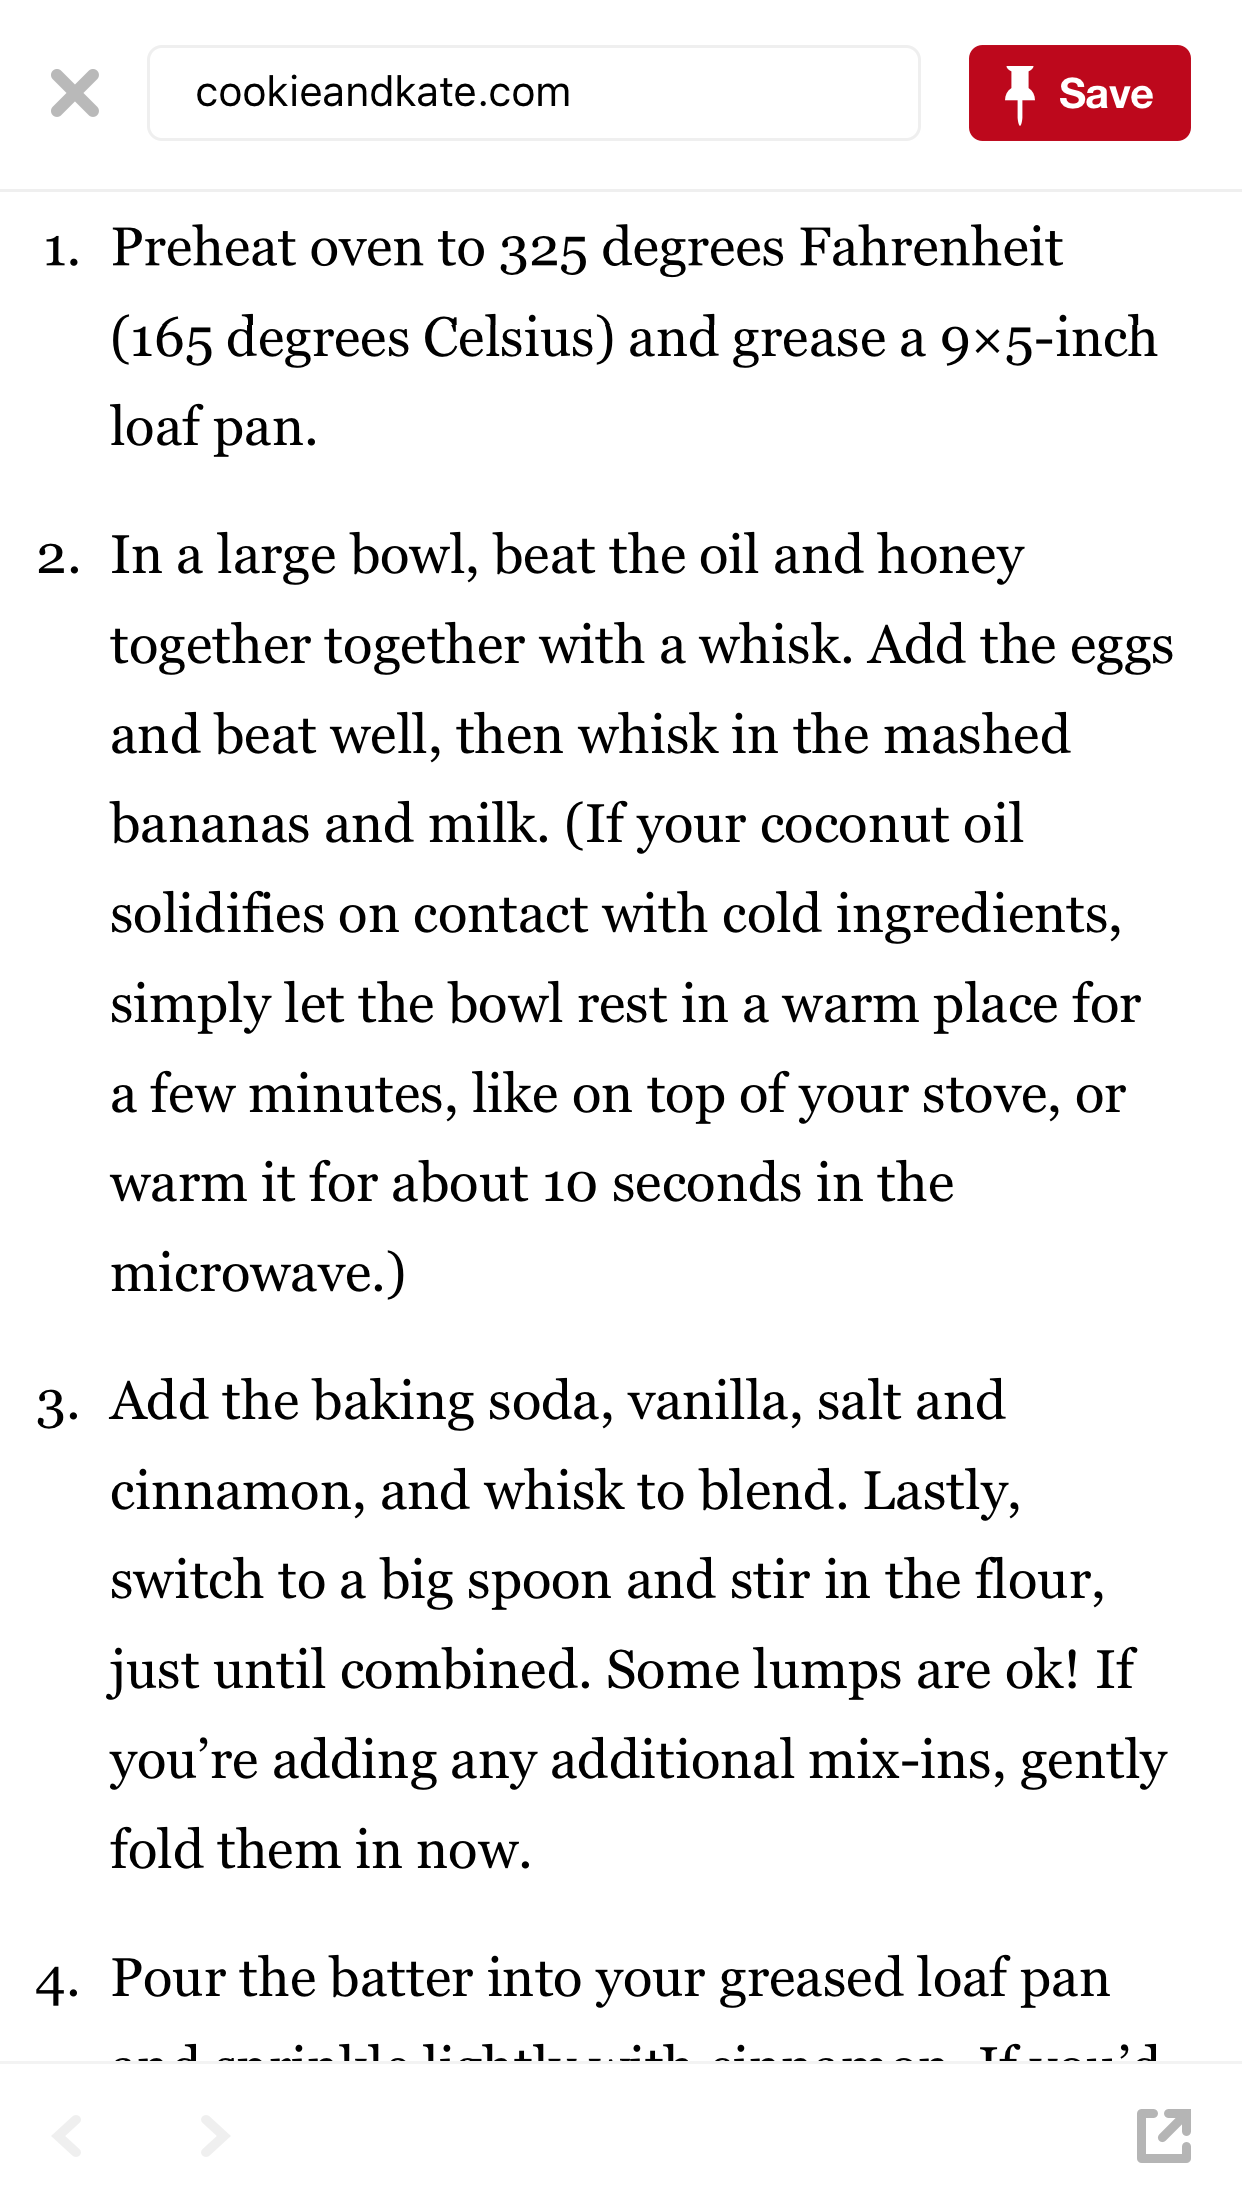 cookieandkate.com
Save
1. Preheat oven to 325 degrees Fahrenheit
(165 degrees Celsius) and grease a 9×5-inch
loaf pan.
2. In a large bowl, beat the oil and honey
together together with a whisk. Add the eggs
and beat well, then whisk in the mashed
bananas and milk. (If your coconut oil
solidifies on contact with cold ingredients,
simply let the bowl rest in a warm place for
a few minutes, like on top of your stove, or
warm it for about 10 seconds in the
microwave.)
3. Add the baking soda, vanilla, salt and
cinnamon, and whisk to blend. Lastly,
switch to a big spoon and stir in the flour,
just until combined. Some lumps are ok! If
you’re adding any additional mix-ins, gently
fold them in now.
4. Pour the batter into your greased loaf pan
and sprinkle lightly with cinnamon. If you’d